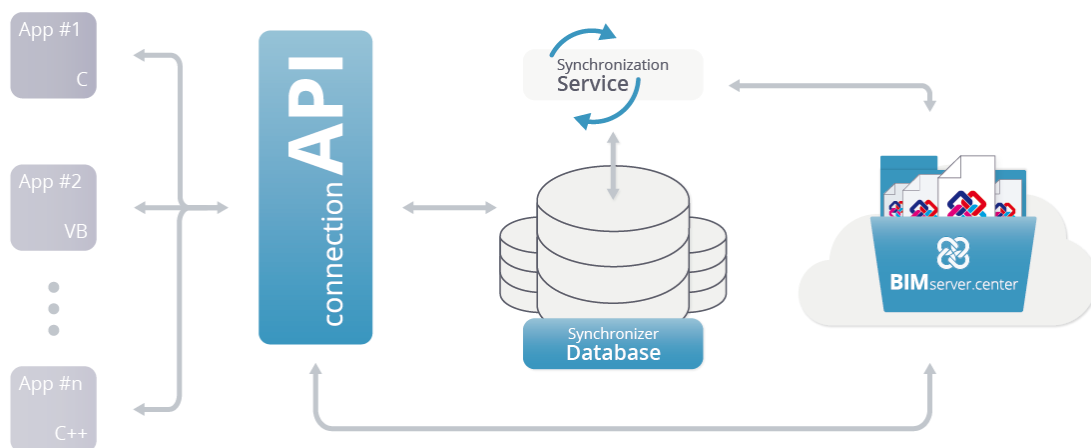 App #1
C
App #2
VB
App #n
C++
connection API
Synchronization
Service
Synchronizer
Database
BIMserver.center